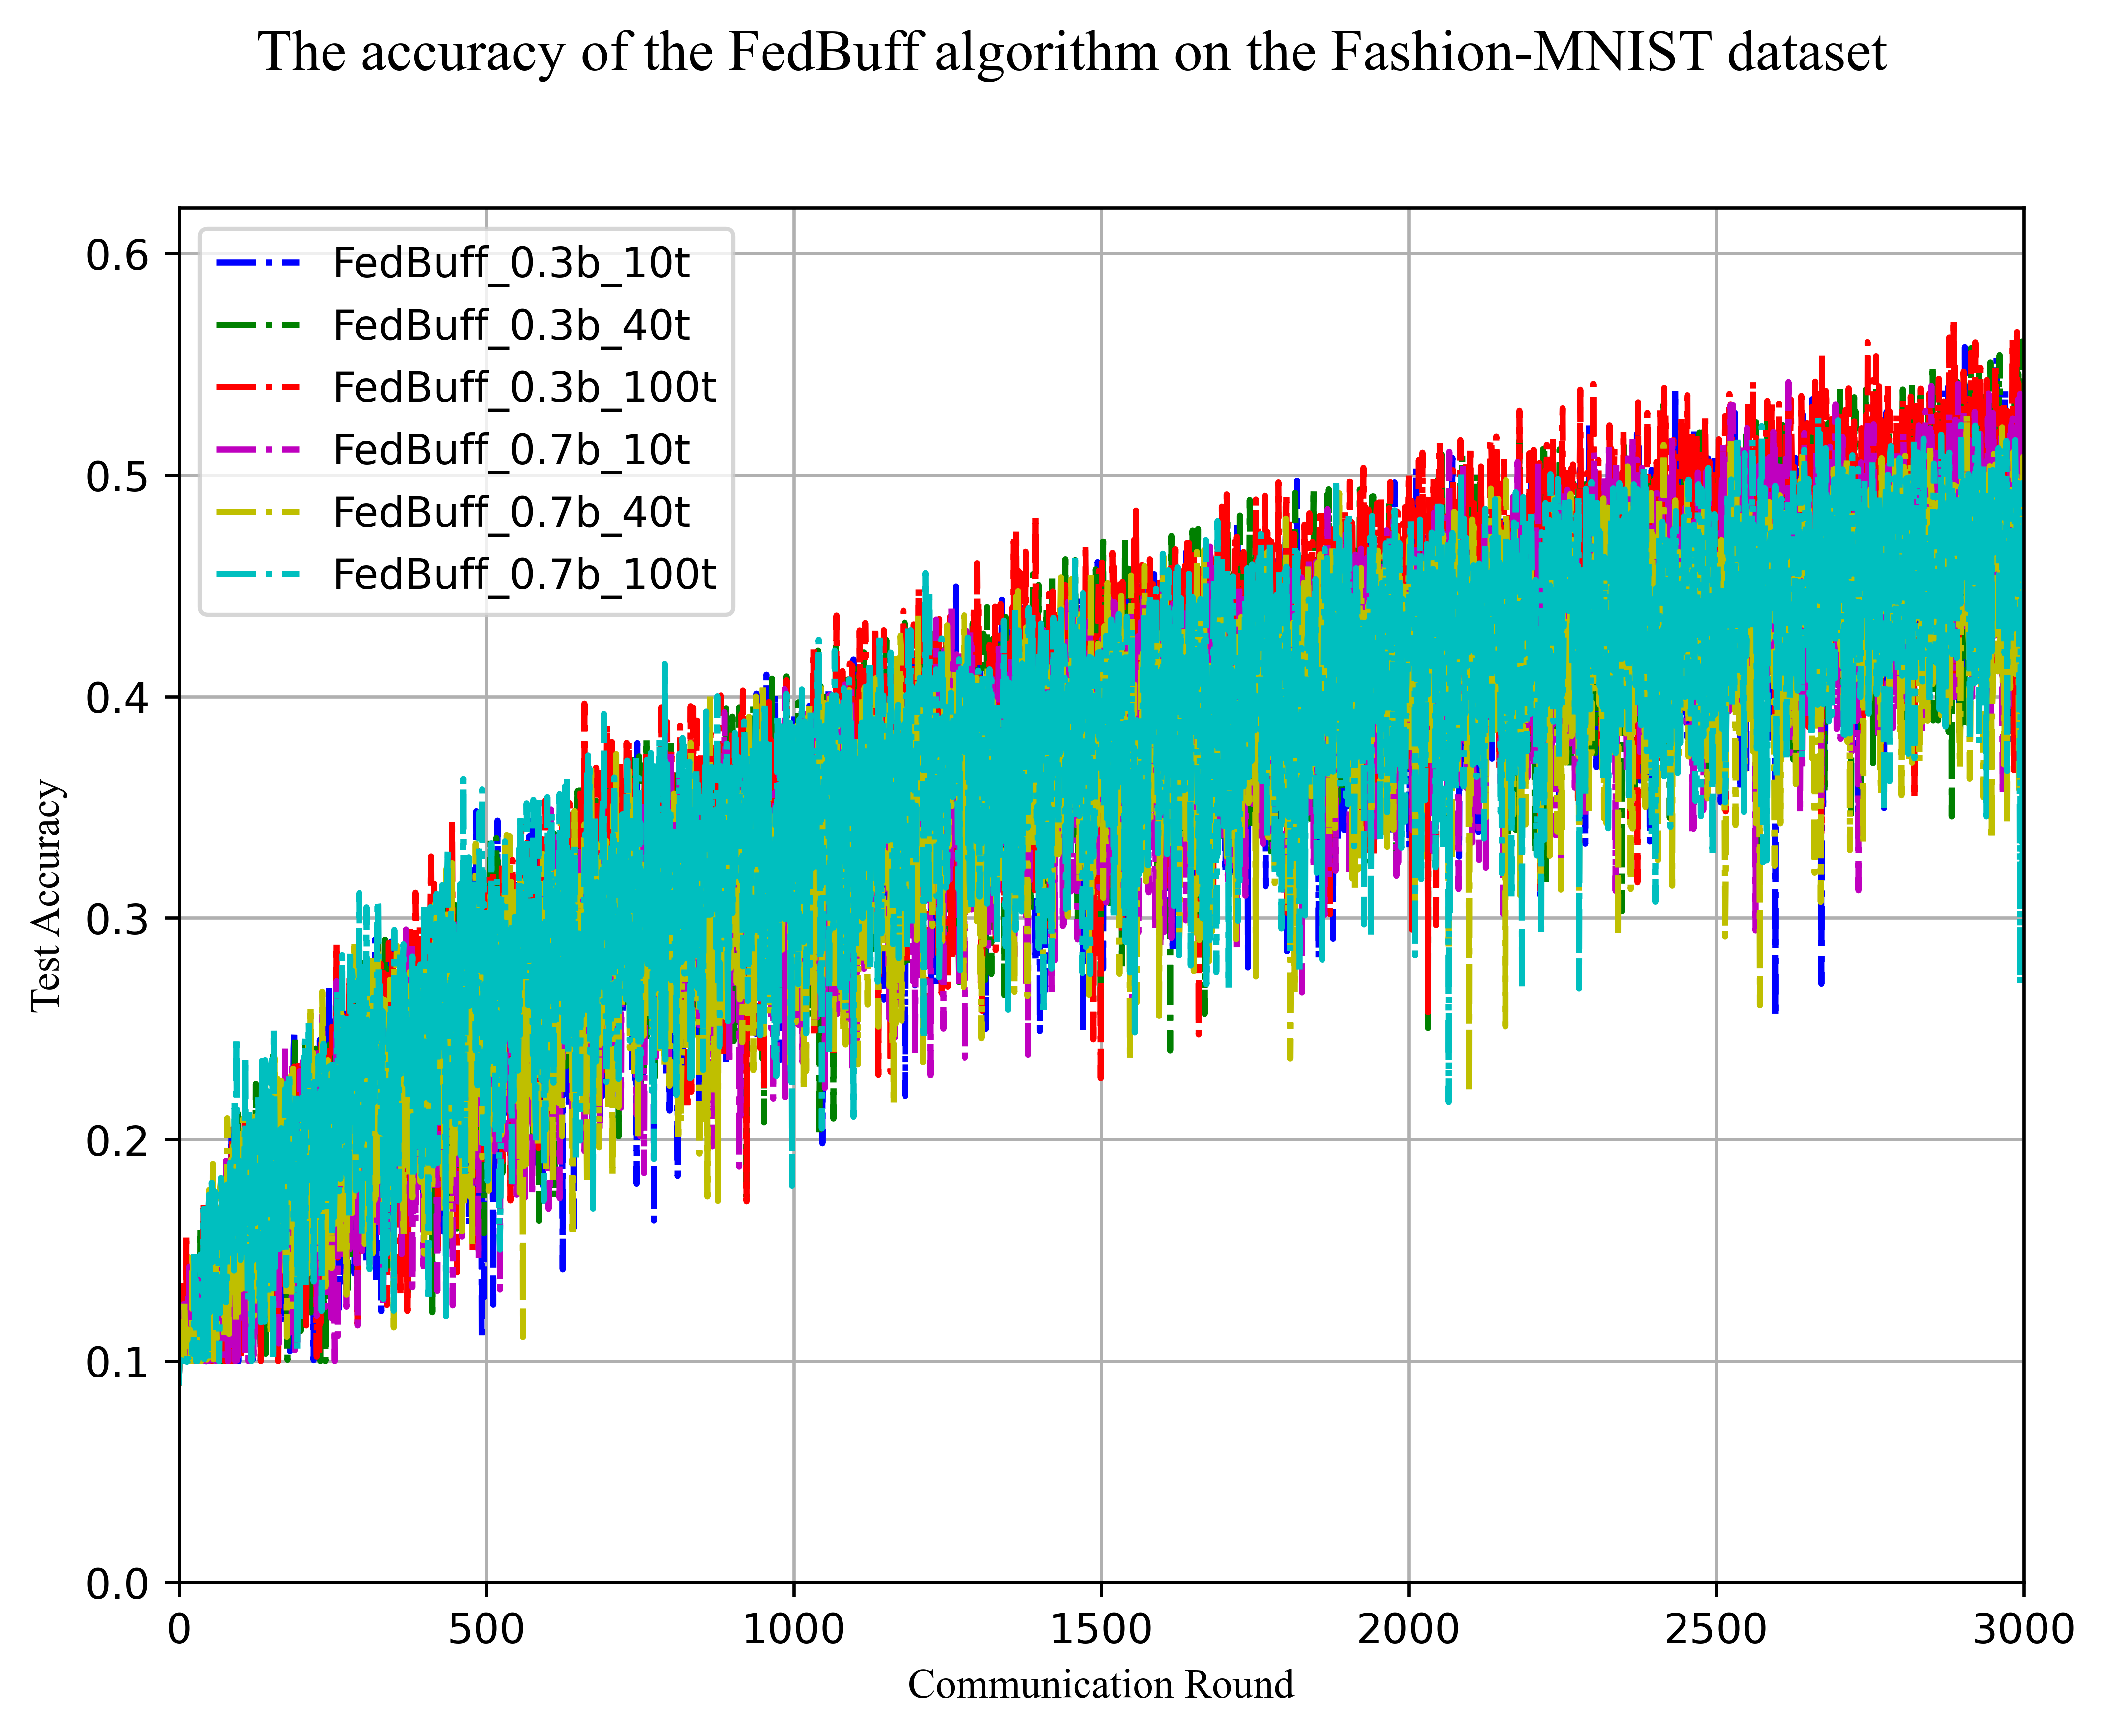 The accuracy of the FedBuff algorithm on the Fashion-MNIST dataset
0.6
0.5
0.4
0.3
0.2
0.1
0.0
FedBuff_0.3b_10t
FedBuff_0.3b_40t
FedBuff_0.3b_100t
FedBuff_0.7b_10t
FedBuff_0.7b_40t
FedBuff_0.7b_100t
Test Accuracy
0 500 1000 1500 2000 2500 3000
Communication Round